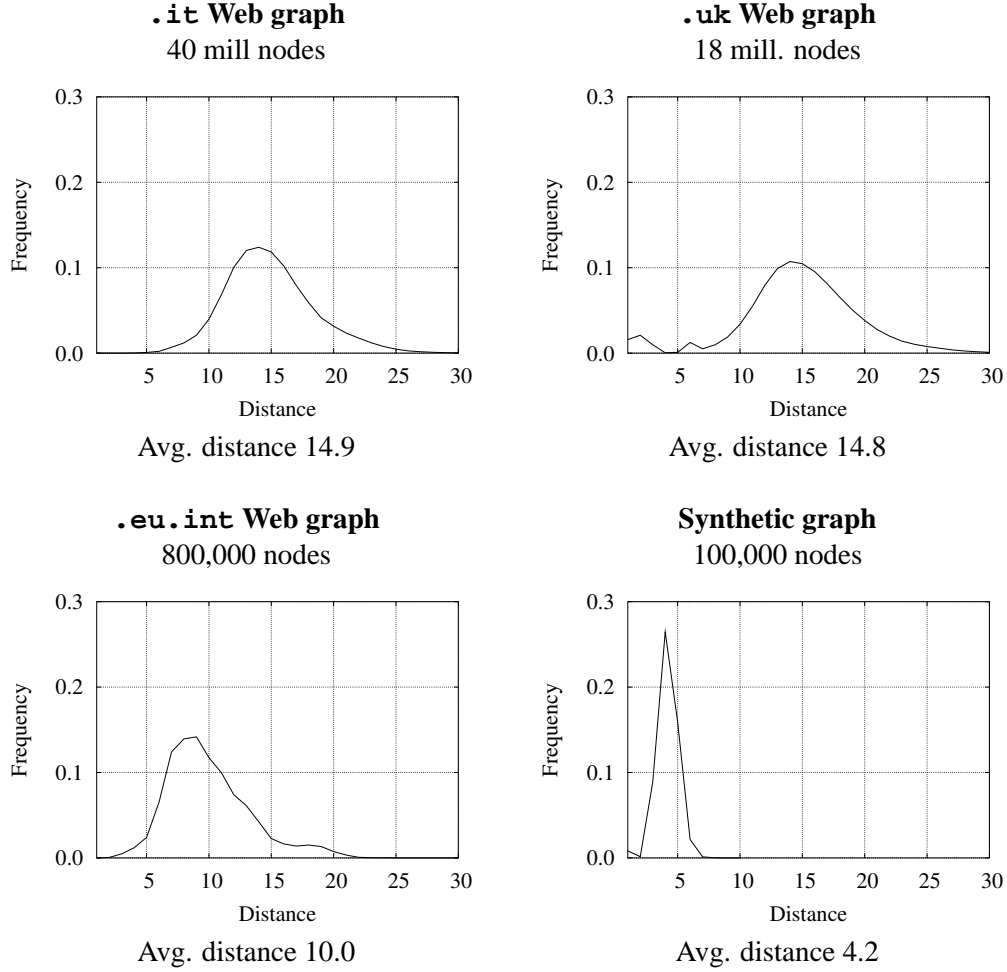 .it Web graph
40 mill nodes
0.3
0.2
0.1
0.0
Frequency
5 10 15 20 25 30
Distance
Avg. distance 14.9
.uk Web graph
18 mill. nodes
0.3
0.2
0.1
0.0
Frequency
5 10 15 20 25 30
Distance
Avg. distance 14.8
.eu.int Web graph
800,000 nodes
0.3
0.2
0.1
0.0
Frequency
5 10 15 20 25 30
Distance
Avg. distance 10.0
Synthetic graph
100,000 nodes
0.3
0.2
0.1
0.0
Frequency
5 10 15 20 25 30
Distance
Avg. distance 4.2